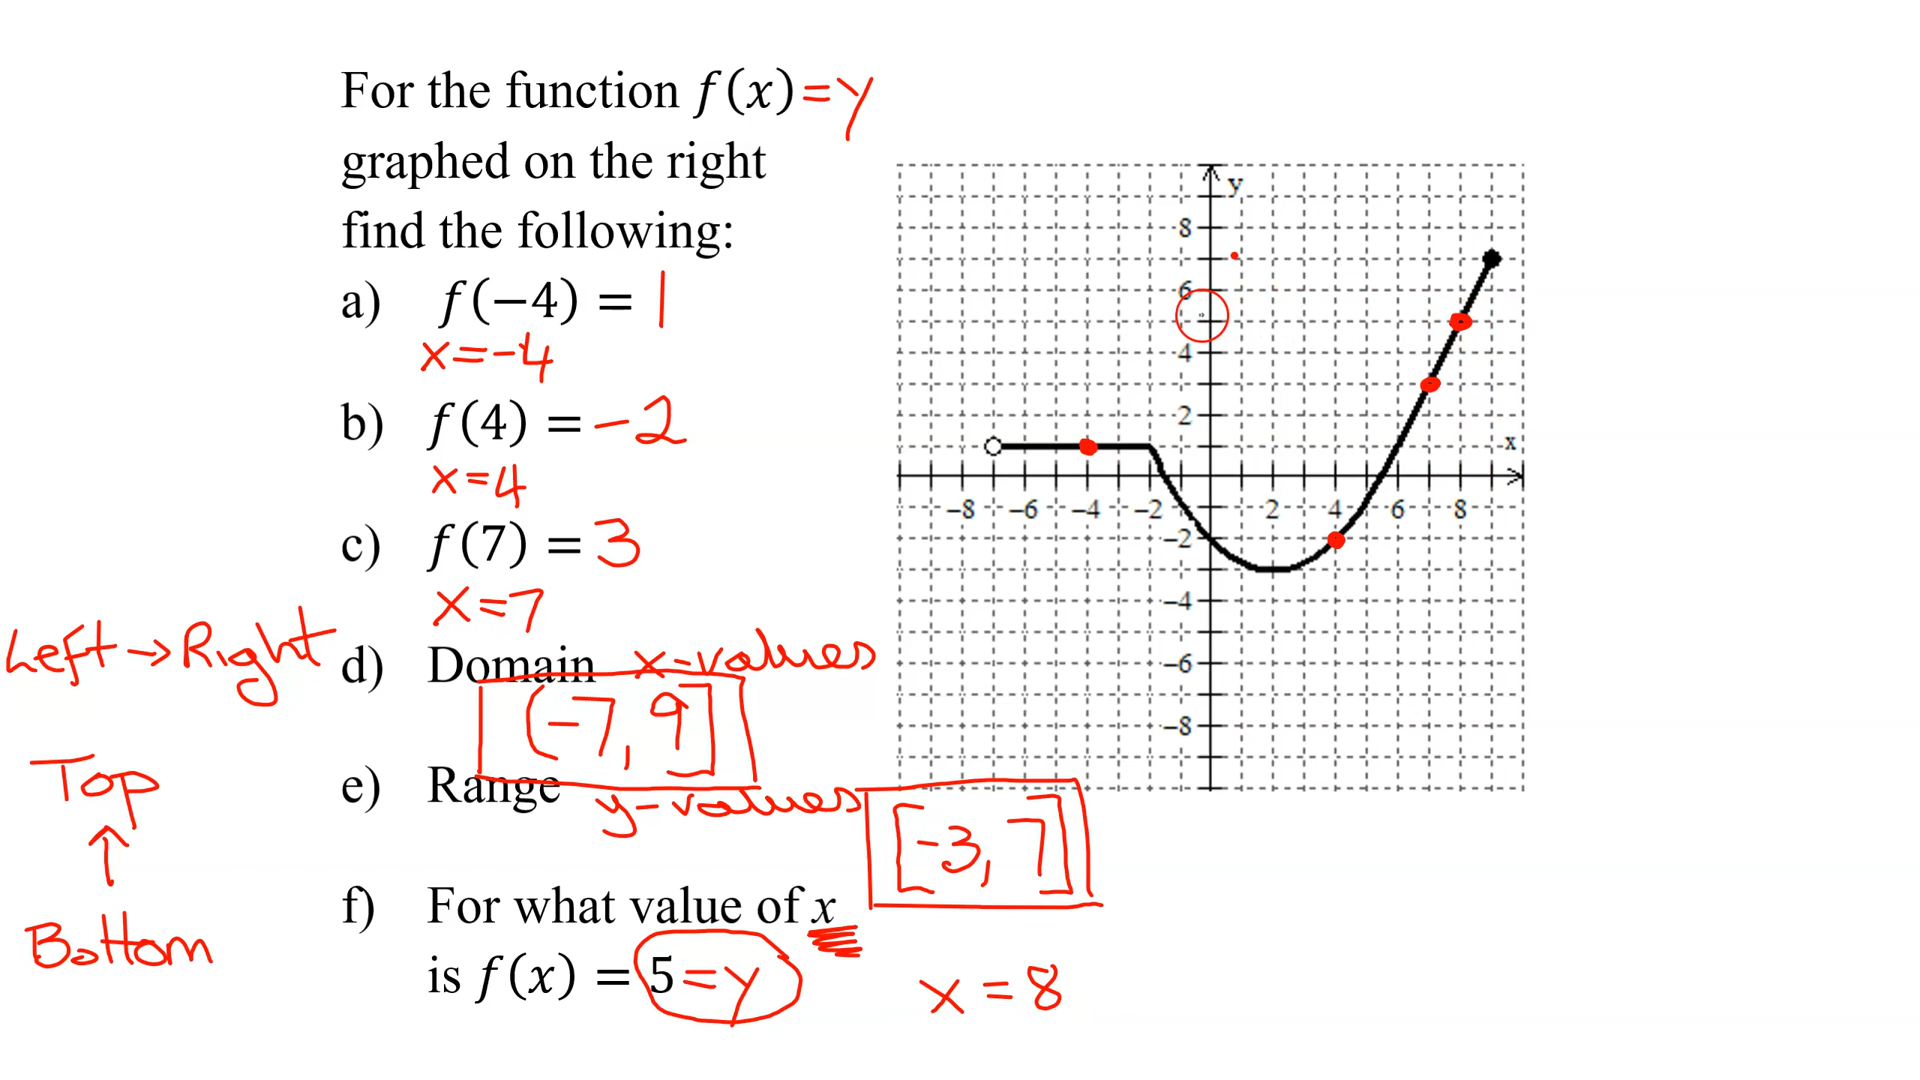 For the function f(x)=y
graphed on the right
find the following:
a) f(−4) = 1
x=-4
b) f(4) = -2
x=4
c) f(7) = 3
x=7
Left → Right d) Domain x-values
(-7, 9]
Top
↑
Bottom
e) Range y-values [-3, 7]
f) For what value of x
is f(x) = 5=y x=8
y
8
6
4
2
x
−8 −6 −4 −2 2 4 6 8
−2
−4
−6
−8